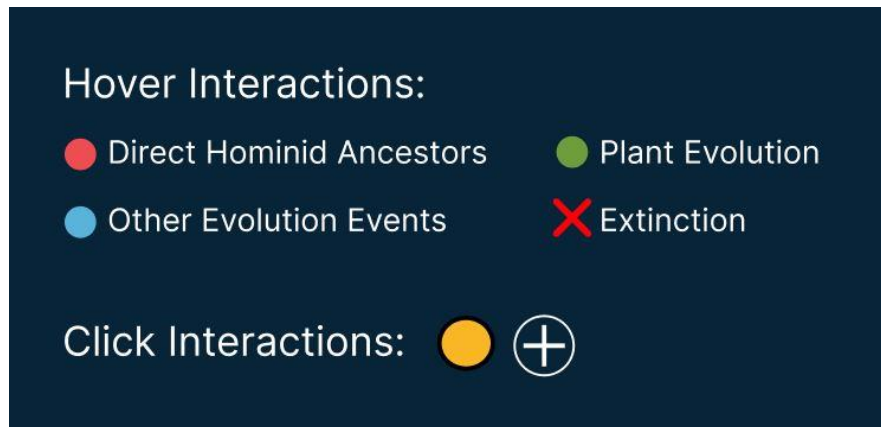 Hover Interactions:
Direct Hominid Ancestors
Plant Evolution
Other Evolution Events
Extinction
Click Interactions: